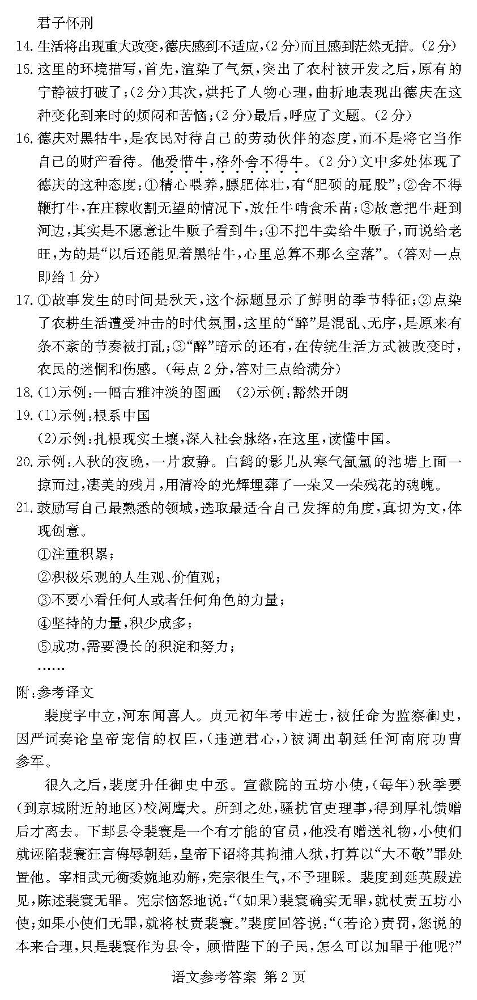 君子怀刑
14. 生活将出现重大改变,德庆感到不适应,(2分)而且感到茫然无措。(2分)
15. 这里的环境描写,首先,渲染了气氛,突出了农村被开发之后,原有的
宁静被打破了;(2分)其次,烘托了人物心理,曲折地表现出德庆在这
种变化到来时的烦闷和苦恼;(2分)最后,呼应了文题。(2分)
16. 德庆对黑牯牛,是农民对待自己的劳动伙伴的态度,而不是将它当作
自己的财产看待。他爱惜牛,格外舍不得牛。(2分)文中多处体现了
德庆的这种态度:①精心喂养,膘肥体壮,有“肥硕的屁股”;②舍不得
鞭打牛,在庄稼收割无望的情况下,放任牛啃食禾苗;③故意把牛赶到
河边,其实是不愿意让牛贩子看到牛;④不把牛卖给牛贩子,而说给老
旺,为的是“以后还能见着黑牯牛,心里总算不那么空落”。(答对一点
即给1分)
17. ①故事发生的时间是秋天,这个标题显示了鲜明的季节特征;②点染
了农耕生活遭受冲击的时代氛围,这里的“醉”是混乱、无序,是原来有
条不紊的节奏被打乱;③“醉”暗示的还有,在传统生活方式被改变时,
农民的迷惘和伤感。(每点2分,答对三点给满分)
18. (1)示例:一幅古雅冲淡的图画 (2)示例:豁然开朗
19. (1)示例:根系中国
(2)示例:扎根现实土壤,深入社会脉络,在这里,读懂中国。
20. 示例:入秋的夜晚,一片寂静。白鹤的影儿从寒气氤氲的池塘上面一
掠而过,凄美的残月,用清冷的光辉埋葬了一朵又一朵残花的魂魄。
21. 鼓励写自己最熟悉的领域,选取最适合自己发挥的角度,真切为文,体
现创意。
①注重积累;
②积极乐观的人生观、价值观;
③不要小看任何人或者任何角色的力量;
④坚持的力量,积少成多;
⑤成功,需要漫长的积淀和努力;
……
附:参考译文
裴度字中立,河东闻喜人。贞元初年考中进士,被任命为监察御史,
因严词奏论皇帝宠信的权臣,(违逆君心,)被调出朝廷任河南府功曹
参军。
很久之后,裴度升任御史中丞。宣徽院的五坊小使,(每年)秋季要
(到京城附近的地区)校阅鹰犬。所到之处,骚扰官吏理事,得到厚礼馈赠
后才离去。下邽县令裴寰是一个有才能的官员,他没有赠送礼物,小使们
就诬陷裴寰狂言侮辱朝廷,皇帝下诏将其拘捕入狱,打算以“大不敬”罪处
置他。宰相武元衡委婉地劝解,宪宗很生气,不予理睬。裴度到延英殿进
见,陈述裴寰无罪。宪宗恼怒地说:“(如果)裴寰确实无罪,就杖责五坊小
使;如果小使们无罪,就将杖责裴寰。”裴度回答说:“(若论)责罚,您说的
本来合理,只是裴寰作为县令, 顾惜陛下的子民,怎么可以加罪于他呢?”
语文参考答案 第2页